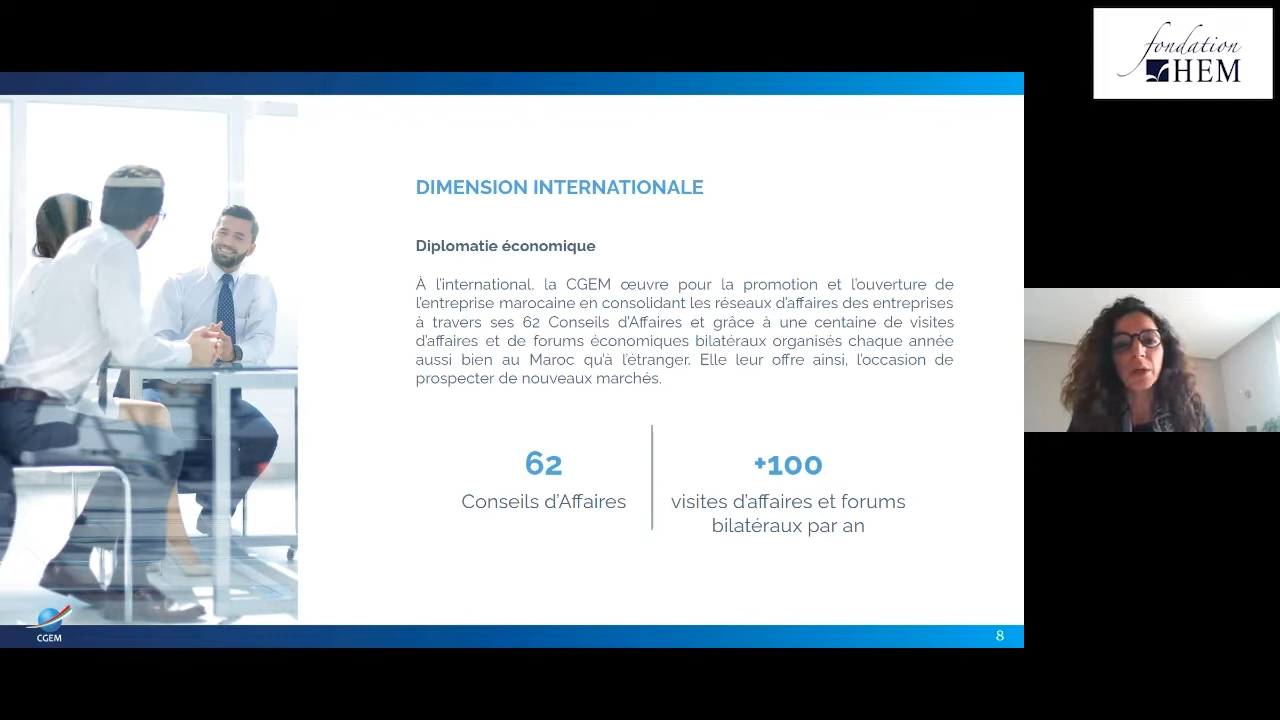 fondation
HEM
DIMENSION INTERNATIONALE
Diplomatie économique
À l'international, la CGEM œuvre pour la promotion et l'ouverture de
l'entreprise marocaine en consolidant les réseaux d'affaires des entreprises
à travers ses 62 Conseils d'Affaires et grâce à une centaine de visites
d'affaires et de forums économiques bilatéraux organisés chaque année
aussi bien au Maroc qu'à l'étranger. Elle leur offre ainsi, l'occasion de
prospecter de nouveaux marchés.
62
Conseils d'Affaires
+100
visites d'affaires et forums
bilatéraux par an
CGEM
8